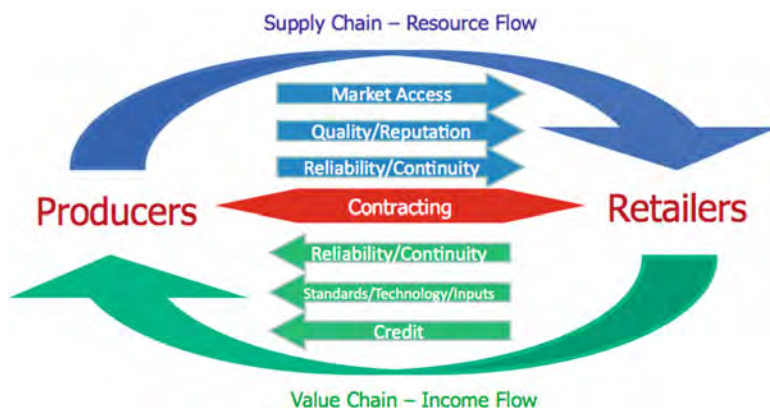 Supply Chain – Resource Flow
Market Access
Quality/Reputation
Reliability/Continuity
Producers
Contracting
Retailers
Reliability/Continuity
Standards/Technology/Inputs
Credit
Value Chain – Income Flow